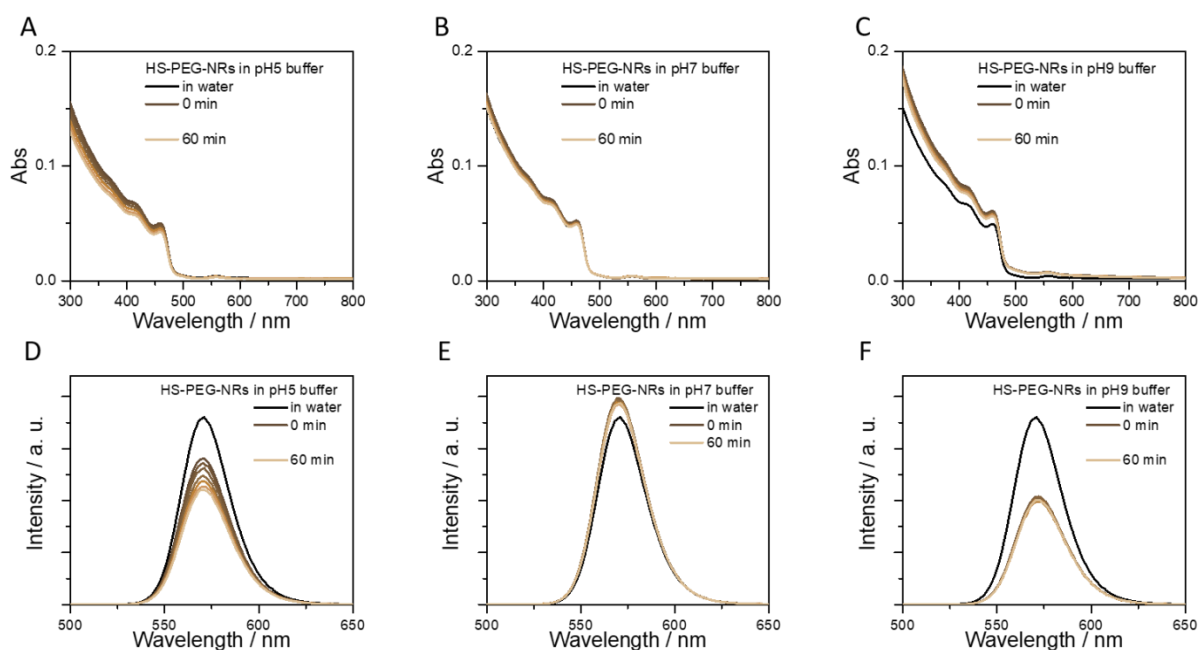 A
0.2
0.1
0.0
Abs
HS-PEG-NRs in pH5 buffer
in water
0 min
60 min
300 400 500 600 700 800
Wavelength / nm
B
0.2
0.1
0.0
Abs
HS-PEG-NRs in pH7 buffer
in water
0 min
60 min
300 400 500 600 700 800
Wavelength / nm
C
0.2
0.1
0.0
Abs
HS-PEG-NRs in pH9 buffer
in water
0 min
60 min
300 400 500 600 700 800
Wavelength / nm
D
Intensity / a. u.
HS-PEG-NRs in pH5 buffer
in water
0 min
60 min
500 550 600 650
Wavelength / nm
E
Intensity / a. u.
HS-PEG-NRs in pH7 buffer
in water
0 min
60 min
500 550 600 650
Wavelength / nm
F
Intensity / a. u.
HS-PEG-NRs in pH9 buffer
in water
0 min
60 min
500 550 600 650
Wavelength / nm